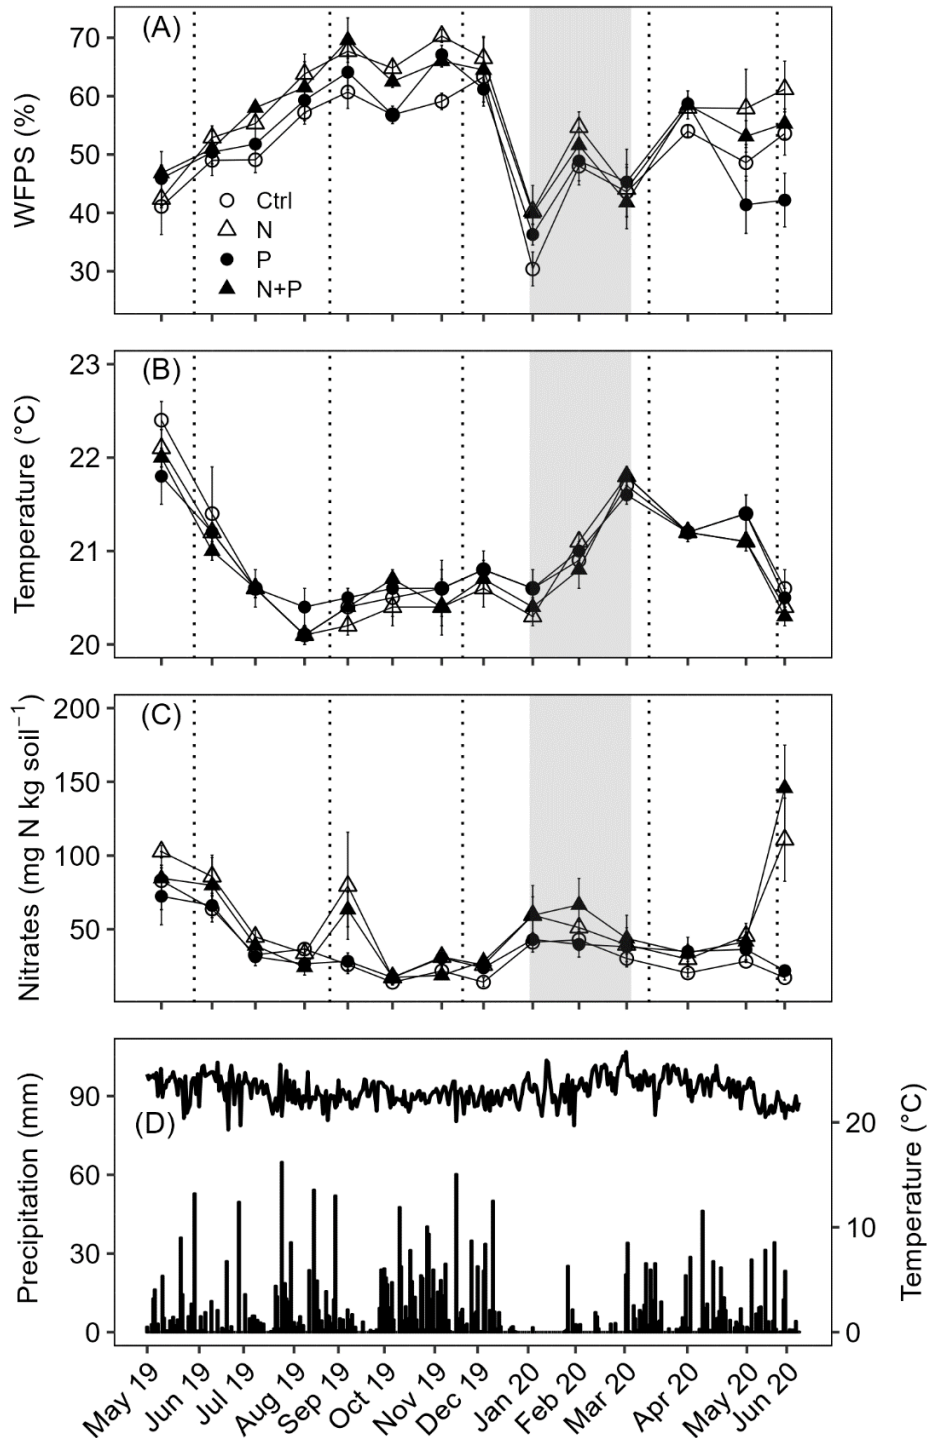 (A)
WFPS (%)
70
60
50
40
30
Ctrl
N
P
N+P
(B)
Temperature (°C)
23
22
21
20
(C)
Nitrates (mg N kg soil⁻¹)
200
150
100
50
(D)
Precipitation (mm)
90
60
30
0
Temperature (°C)
20
10
0
May 19
Jun 19
Jul 19
Aug 19
Sep 19
Oct 19
Nov 19
Dec 19
Jan 20
Feb 20
Mar 20
Apr 20
May 20
Jun 20